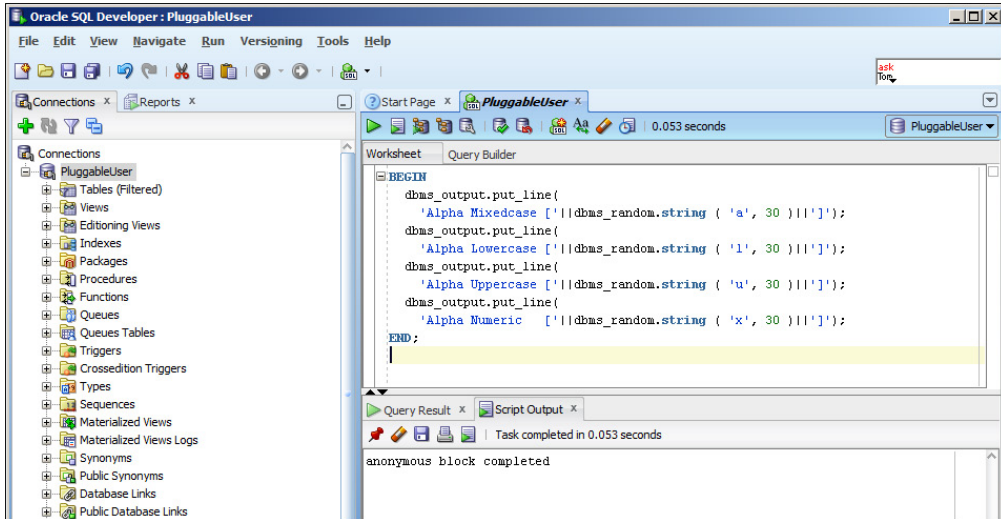 Oracle SQL Developer : PluggableUser
File Edit View Navigate Run Versioning Tools Help
ask
Tom
Connections x Reports x
Start Page x PluggableUser x
0.053 seconds
PluggableUser
Connections
PluggableUser
Tables (Filtered)
Views
Editioning Views
Indexes
Packages
Procedures
Functions
Queues
Queues Tables
Triggers
Crossedition Triggers
Types
Sequences
Materialized Views
Materialized Views Logs
Synonyms
Public Synonyms
Database Links
Public Database Links
Worksheet Query Builder
BEGIN
dbms_output.put_line(
'Alpha Mixedcase ['||dbms_random.string ( 'a', 30 )||']');
dbms_output.put_line(
'Alpha Lowercase ['||dbms_random.string ( 'l', 30 )||']');
dbms_output.put_line(
'Alpha Uppercase ['||dbms_random.string ( 'u', 30 )||']');
dbms_output.put_line(
'Alpha Numeric   ['||dbms_random.string ( 'x', 30 )||']');
END;
Query Result x Script Output x
Task completed in 0.053 seconds
anonymous block completed